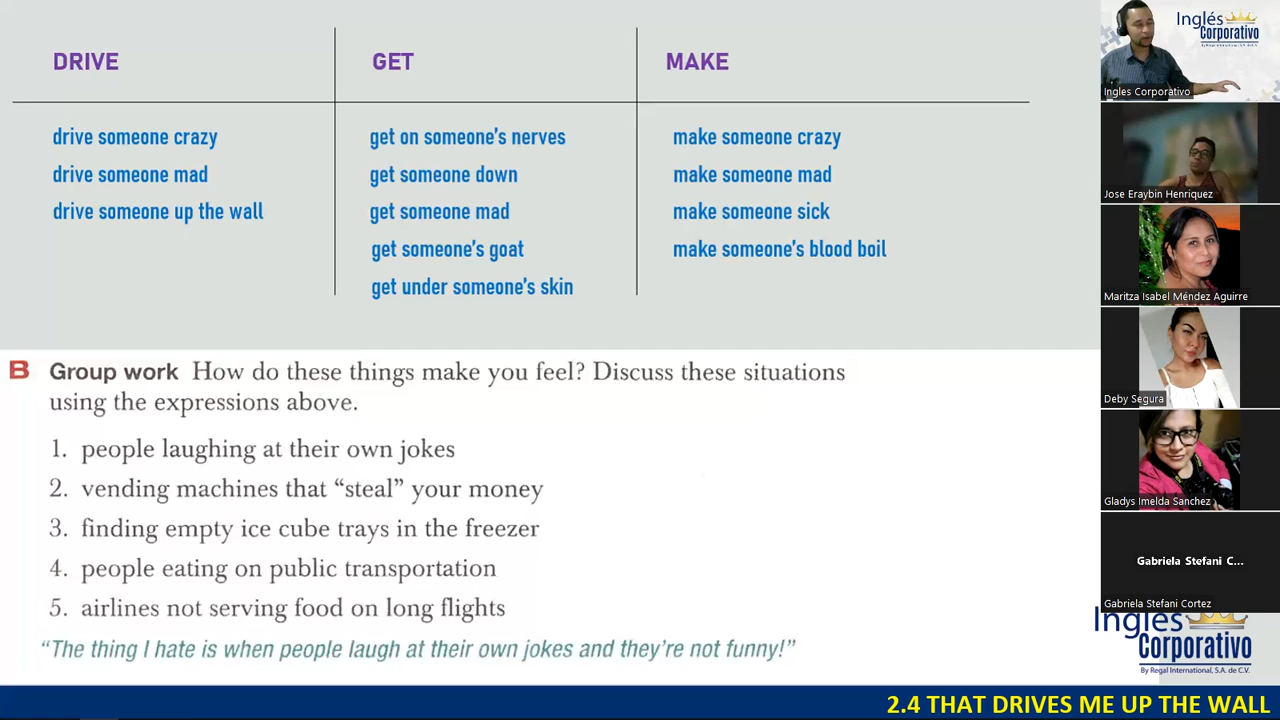 DRIVE GET MAKE
drive someone crazy get on someone's nerves make someone crazy
drive someone mad get someone down make someone mad
drive someone up the wall get someone mad make someone sick
get someone's goat make someone's blood boil
get under someone's skin
B Group work How do these things make you feel? Discuss these situations
using the expressions above.
1. people laughing at their own jokes
2. vending machines that “steal” your money
3. finding empty ice cube trays in the freezer
4. people eating on public transportation
5. airlines not serving food on long flights
“The thing I hate is when people laugh at their own jokes and they're not funny!”
Inglés
Corporativo
By Regal International, S.A. de C.V.
Ingles Corporativo
Jose Eraybin Henriquez
Maritza Isabel Méndez Aguirre
Deby Segura
Gladys Imelda Sanchez
Gabriela Stefani C...
Gabriela Stefani Cortez
Inglés
Corporativo
By Regal International, S.A. de C.V.
2.4 THAT DRIVES ME UP THE WALL